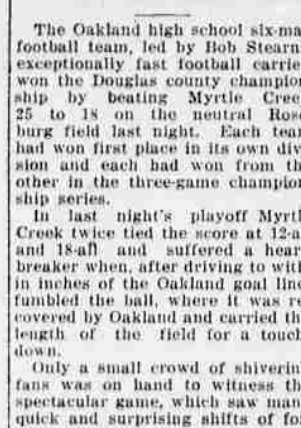 The Oakland high school six-ma
football team, led by Bob Stearn
exceptionally fast football carrie
won the Douglas county champio
ship by beating Myrtle Cree
25 to 18 on the neutral Rose
burg field last night. Each team
had won first place in its own div
sion and each had won from th
other in the three-game champio
ship series.
In last night's playoff Myrtl
Creek twice tied the score at 12-a
and 18-all and suffered a hear
breaker when, after driving to with
in inches of the Oakland goal line
fumbled the ball, where it was re
covered by Oakland and carried th
length of the field for a touch
down.
Only a small crowd of shiverin
fans was on hand to witness th
spectacular game, which saw man
quick and surprising shifts of fo